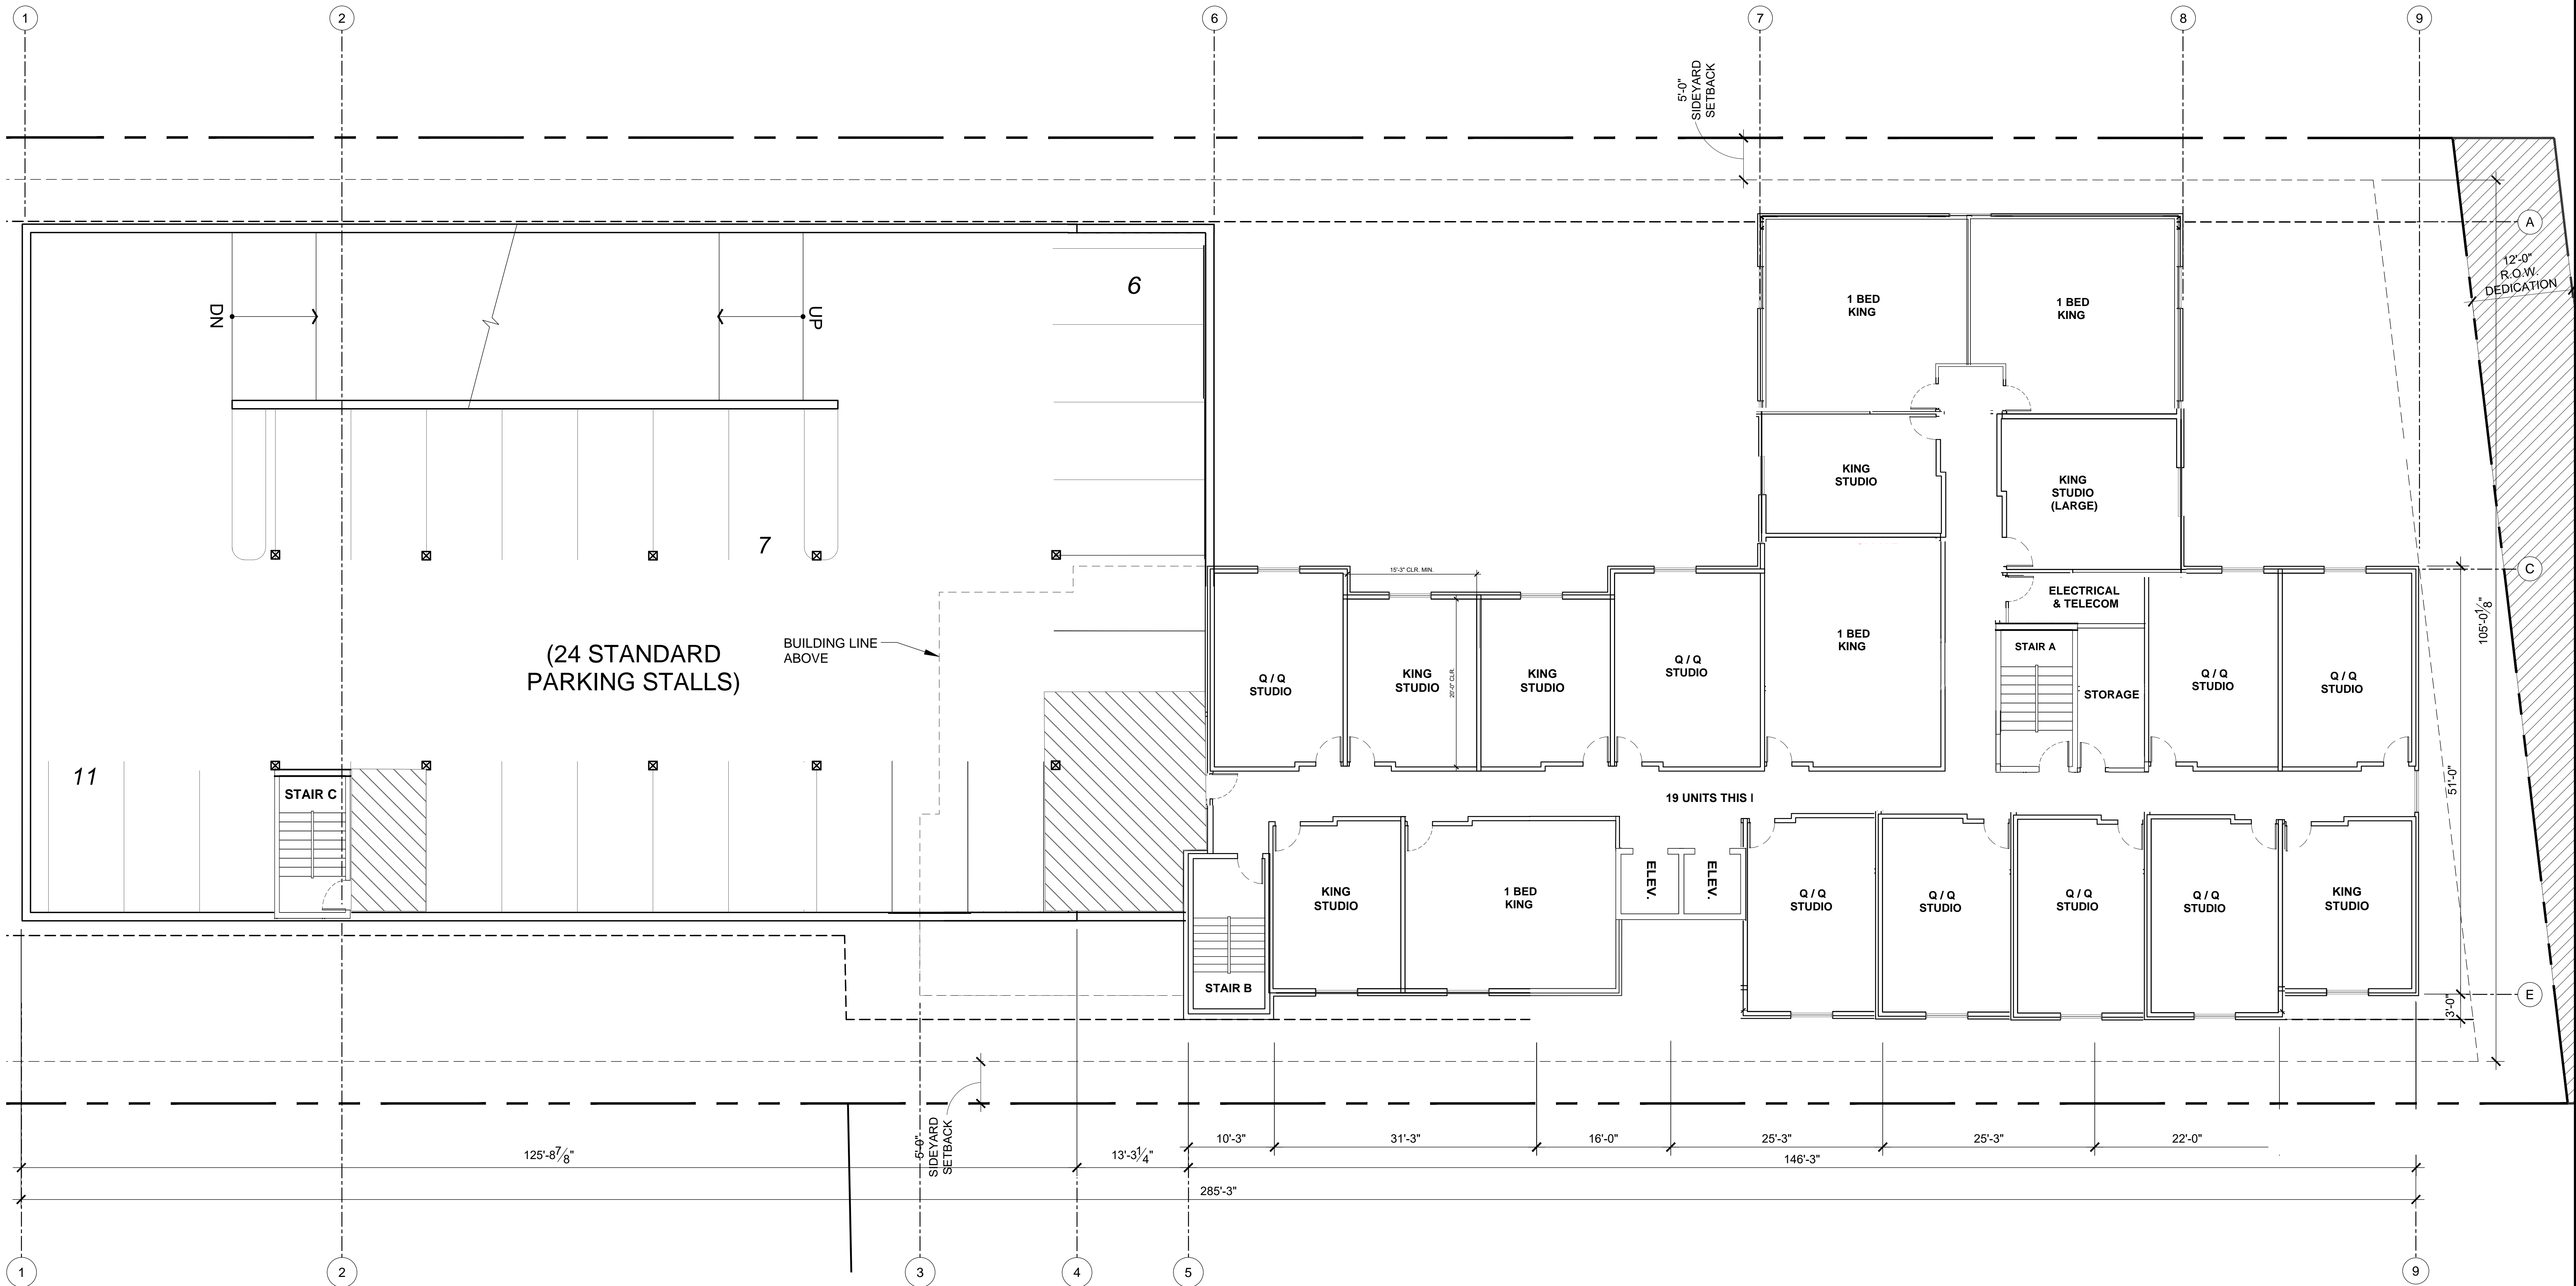 1
2
6
7
8
9
5'-0"
SIDEYARD
SETBACK
A
12'-0"
R.O.W.
DEDICATION
DN
UP
6
1 BED
KING
1 BED
KING
KING
STUDIO
KING
STUDIO
(LARGE)
7
15'-3" CLR. MIN.
C
ELECTRICAL
& TELECOM
105'-0 1/8"
BUILDING LINE
ABOVE
(24 STANDARD
PARKING STALLS)
Q / Q
STUDIO
KING
STUDIO
20'-0" CLR.
KING
STUDIO
Q / Q
STUDIO
1 BED
KING
STAIR A
STORAGE
Q / Q
STUDIO
Q / Q
STUDIO
11
STAIR C
19 UNITS THIS
51'-0"
KING
STUDIO
1 BED
KING
ELEV.
ELEV.
Q / Q
STUDIO
Q / Q
STUDIO
Q / Q
STUDIO
Q / Q
STUDIO
KING
STUDIO
STAIR B
E
3'-0"
5'-0"
SIDEYARD
SETBACK
10'-3"
31'-3"
16'-0"
25'-3"
25'-3"
22'-0"
125'-8 7/8"
13'-3 1/4"
146'-3"
285'-3"
1
2
3
4
5
9